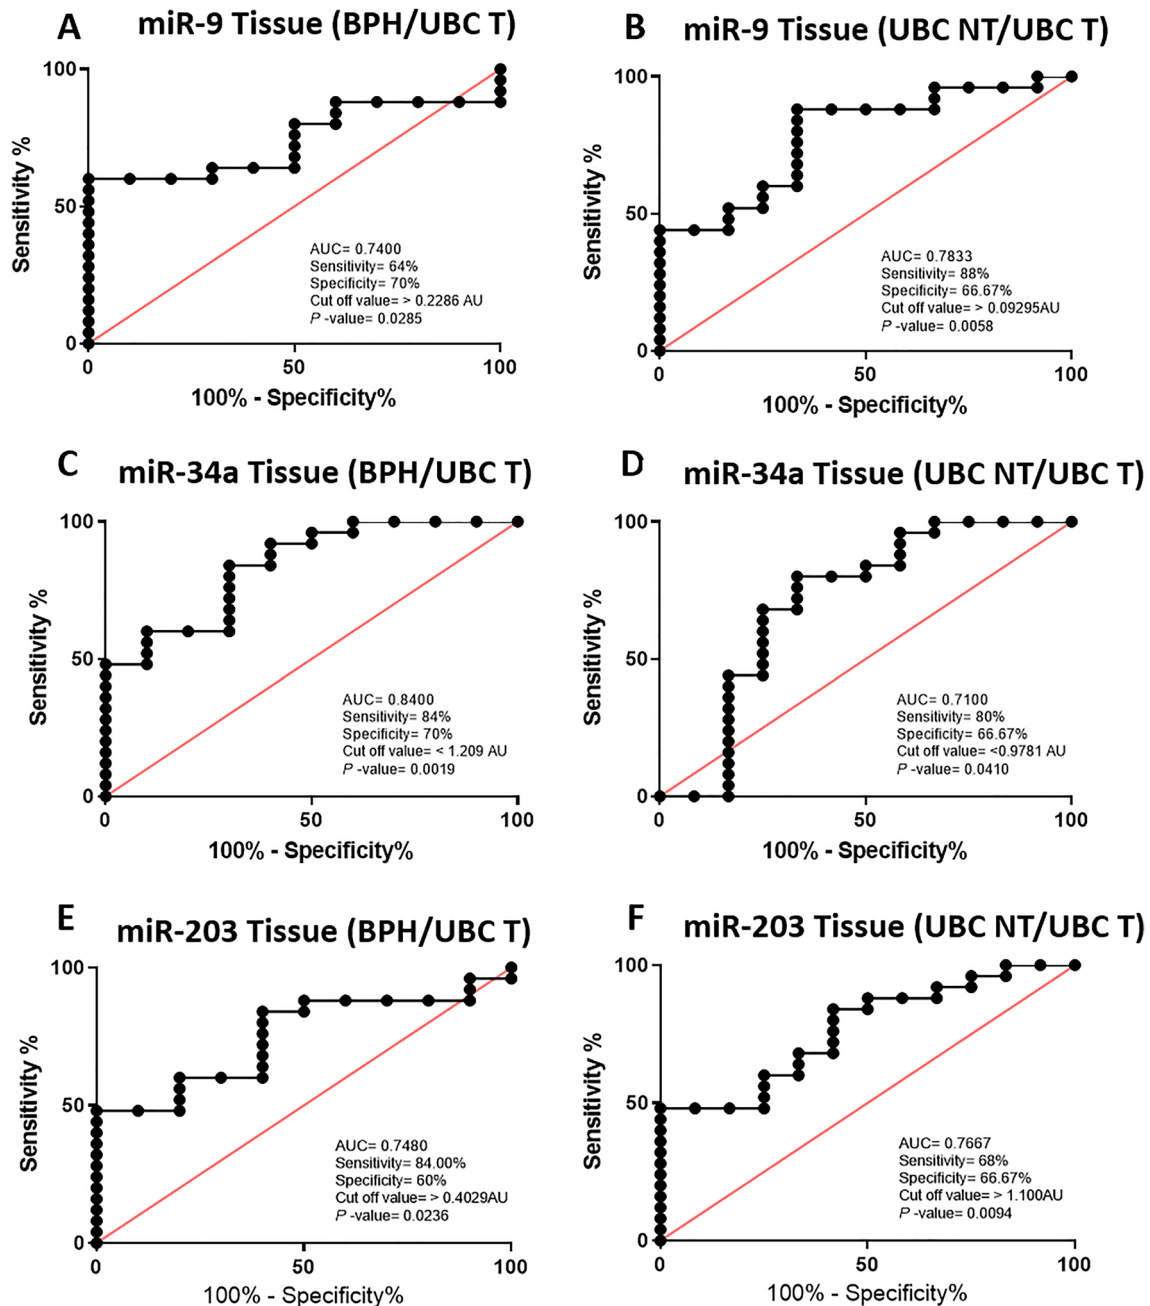 A
miR-9 Tissue (BPH/UBC T)
100
50
0
Sensitivity %
AUC= 0.7400
Sensitivity= 64%
Specificity= 70%
Cut off value= > 0.2286 AU
P -value= 0.0285
0 50 100
100% - Specificity%
B
miR-9 Tissue (UBC NT/UBC T)
100
50
0
Sensitivity %
AUC= 0.7833
Sensitivity= 88%
Specificity= 66.67%
Cut off value= > 0.09295AU
P -value= 0.0058
0 50 100
100% - Specificity%
C
miR-34a Tissue (BPH/UBC T)
100
50
0
Sensitivity %
AUC= 0.8400
Sensitivity= 84%
Specificity= 70%
Cut off value= < 1.209 AU
P -value= 0.0019
0 50 100
100% - Specificity%
D
miR-34a Tissue (UBC NT/UBC T)
100
50
0
Sensitivity %
AUC= 0.7100
Sensitivity= 80%
Specificity= 66.67%
Cut off value= <0.9781 AU
P -value= 0.0410
0 50 100
100% - Specificity%
E
miR-203 Tissue (BPH/UBC T)
100
50
0
Sensitivity %
AUC= 0.7480
Sensitivity= 84.00%
Specificity= 60%
Cut off value= > 0.4029AU
P -value= 0.0236
0 50 100
100% - Specificity%
F
miR-203 Tissue (UBC NT/UBC T)
100
50
0
Sensitivity %
AUC= 0.7667
Sensitivity= 68%
Specificity= 66.67%
Cut off value= > 1.100AU
P -value= 0.0094
0 50 100
100% - Specificity%